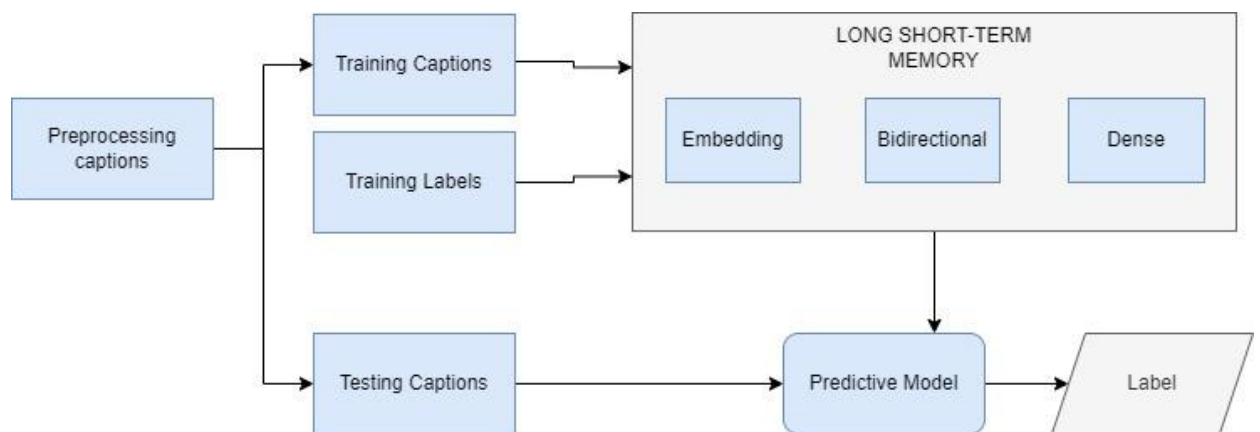 LONG SHORT-TERM
MEMORY
Training Captions
Preprocessing
captions
Embedding
Bidirectional
Dense
Training Labels
Testing Captions
Predictive Model
Label